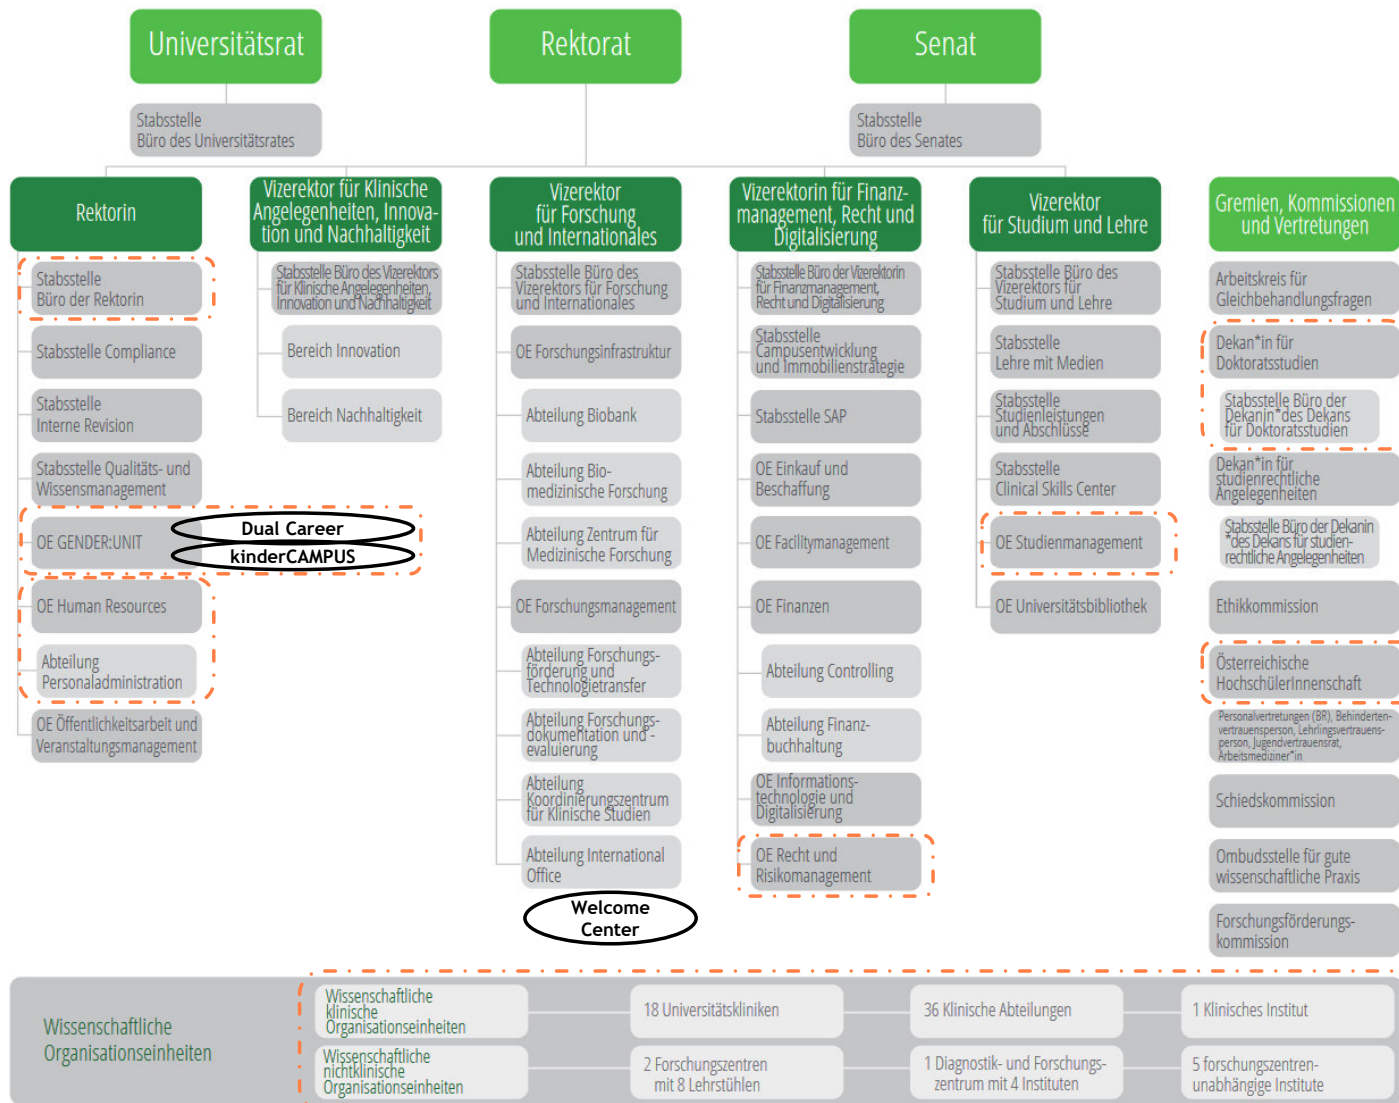 Universitätsrat
Rektorat
Senat
Stabsstelle
Büro des Universitätsrates
Stabsstelle
Büro des Senates
Rektorin
Stabsstelle
Büro der Rektorin
Stabsstelle Compliance
Stabsstelle
Interne Revision
Stabsstelle Qualitäts- und
Wissensmanagement
OE GENDER:UNIT
Dual Career
kinderCAMPUS
OE Human Resources
Abteilung
Personaladministration
OE Öffentlichkeitsarbeit und
Veranstaltungsmanagement
Vizerektor für Klinische
Angelegenheiten, Innova-
tion und Nachhaltigkeit
Stabsstelle Büro des Vizerektors
für Klinische Angelegenheiten,
Innovation und Nachhaltigkeit
Bereich Innovation
Bereich Nachhaltigkeit
Vizerektor
für Forschung
und Internationales
Stabsstelle Büro des
Vizerektors für Forschung
und Internationales
OE Forschungsinfrastruktur
Abteilung Biobank
Abteilung Bio-
medizinische Forschung
Abteilung Zentrum für
Medizinische Forschung
OE Forschungsmanagement
Abteilung Forschungs-
förderung und
Technologietransfer
Abteilung Forschungs-
dokumentation und -
evaluierung
Abteilung
Koordinierungszentrum
für Klinische Studien
Abteilung International
Office
Welcome
Center
Vizerektorin für Finanz-
management, Recht und
Digitalisierung
Stabsstelle Büro der Vizerektorin
für Finanzmanagement,
Recht und Digitalisierung
Stabsstelle
Campusentwicklung
und Immobilienstrategie
Stabsstelle SAP
OE Einkauf und
Beschaffung
OE Facilitymanagement
OE Finanzen
Abteilung Controlling
Abteilung Finanz-
buchhaltung
OE Informations-
technologie und
Digitalisierung
OE Recht und
Risikomanagement
Vizerektor
für Studium und Lehre
Stabsstelle Büro des
Vizerektors für
Studium und Lehre
Stabsstelle
Lehre mit Medien
Stabsstelle
Studienleistungen
und Abschlüsse
Stabsstelle
Clinical Skills Center
OE Studienmanagement
OE Universitätsbibliothek
Gremien, Kommissionen
und Vertretungen
Arbeitskreis für
Gleichbehandlungsfragen
Dekan*in für
Doktoratsstudien
Stabsstelle Büro der
Dekanin*des Dekans
für Doktoratsstudien
Dekan*in für
studienrechtliche
Angelegenheiten
Stabsstelle Büro der Dekanin
*des Dekans für studien-
rechtliche Angelegenheiten
Ethikkommission
Österreichische
HochschülerInnenschaft
Personalvertretungen (BR), Behinderten-
vertrauensperson, Lehrlingsvertrauens-
person, Jugendvertrauensrat,
Arbeitsmediziner*in
Schiedskommission
Ombudsstelle für gute
wissenschaftliche Praxis
Forschungsförderungs-
kommission
Wissenschaftliche
Organisationseinheiten
Wissenschaftliche
klinische
Organisationseinheiten
18 Universitätskliniken
36 Klinische Abteilungen
1 Klinisches Institut
Wissenschaftliche
nichtklinische
Organisationseinheiten
2 Forschungszentren
mit 8 Lehrstühlen
1 Diagnostik- und Forschungs-
zentrum mit 4 Instituten
5 forschungszentren-
unabhängige Institute